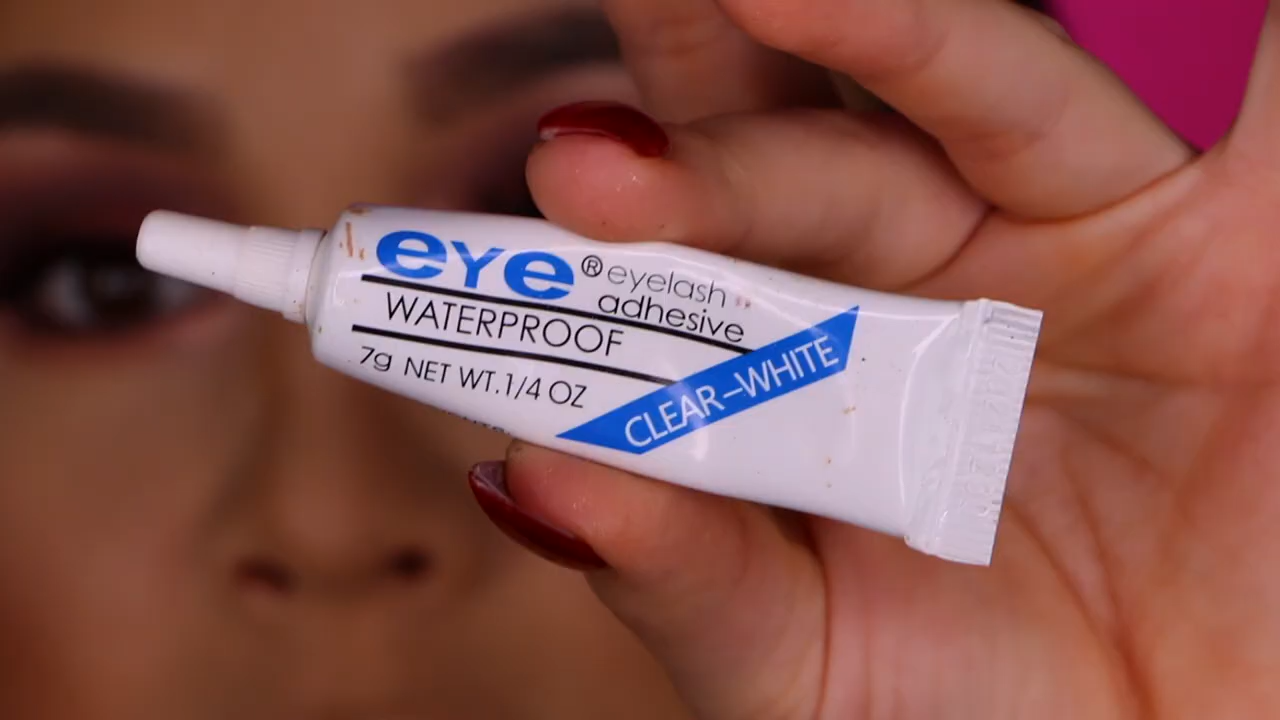 eye® eyelash
adhesive
WATERPROOF
7g NET WT.1/4 OZ
CLEAR-WHITE